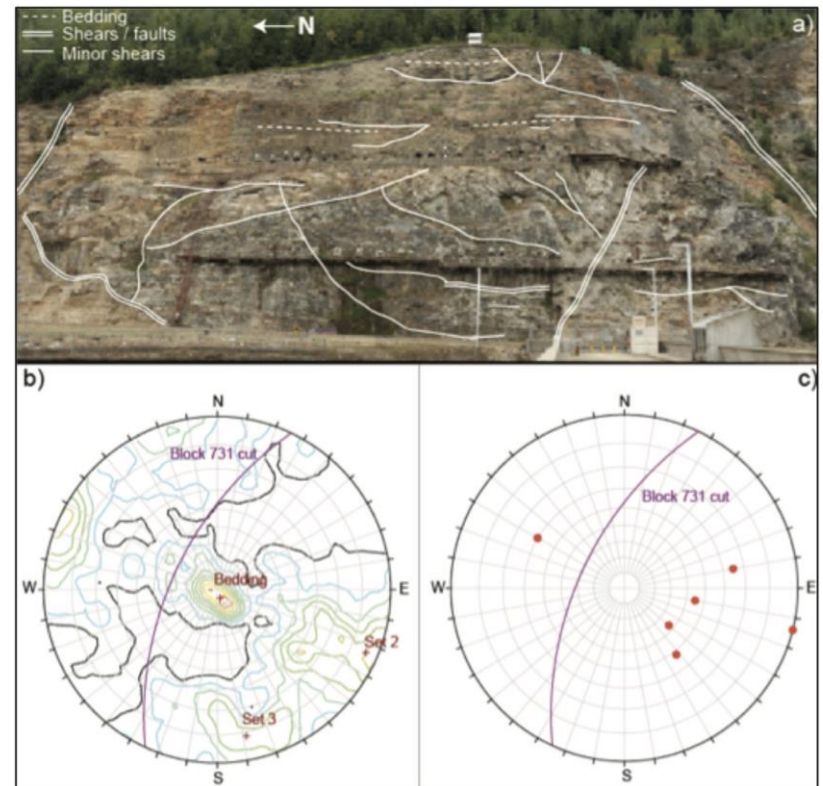 Bedding
Shears / faults
Minor shears
N
a)
b)
N
Block 731 cut
W
Bedding
E
Set 2
Set 3
S
c)
N
Block 731 cut
W
E
S